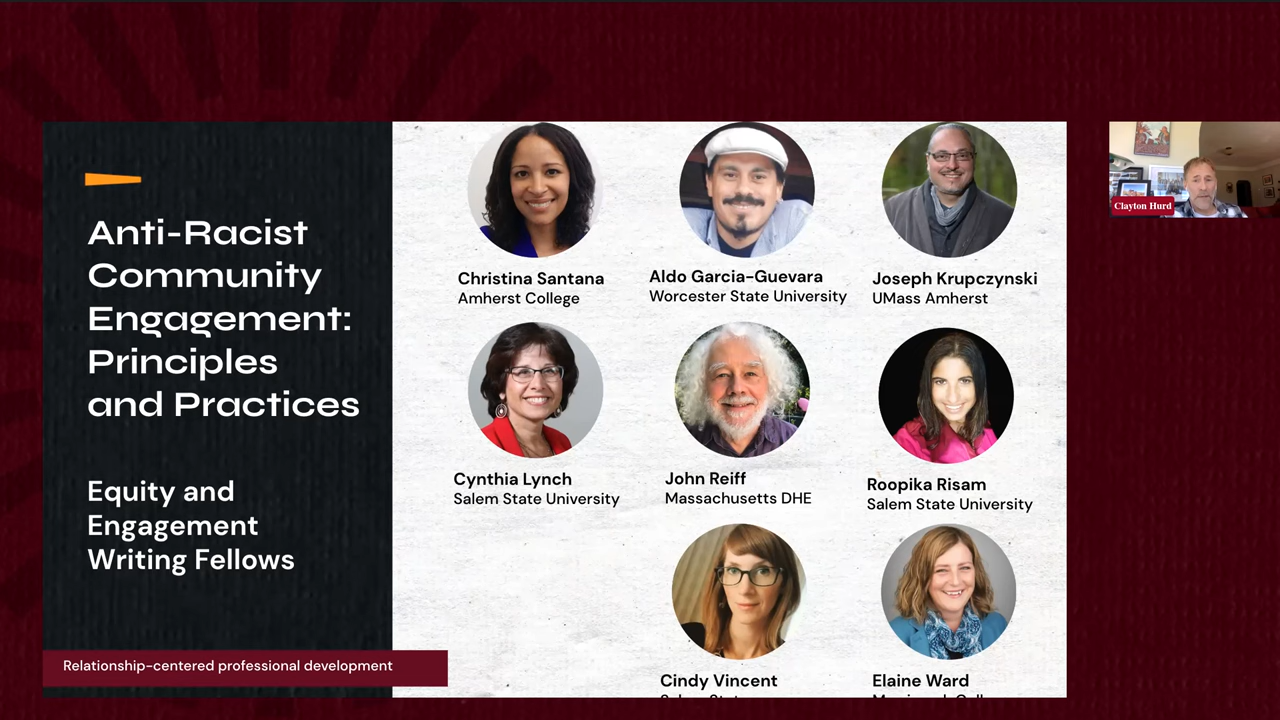 Anti-Racist
Community
Engagement:
Principles
and Practices
Equity and
Engagement
Writing Fellows
Relationship-centered professional development
Christina Santana
Amherst College
Aldo Garcia-Guevara
Worcester State University
Joseph Krupczynski
UMass Amherst
Cynthia Lynch
Salem State University
John Reiff
Massachusetts DHE
Roopika Risam
Salem State University
Cindy Vincent
Elaine Ward
Clayton Hurd